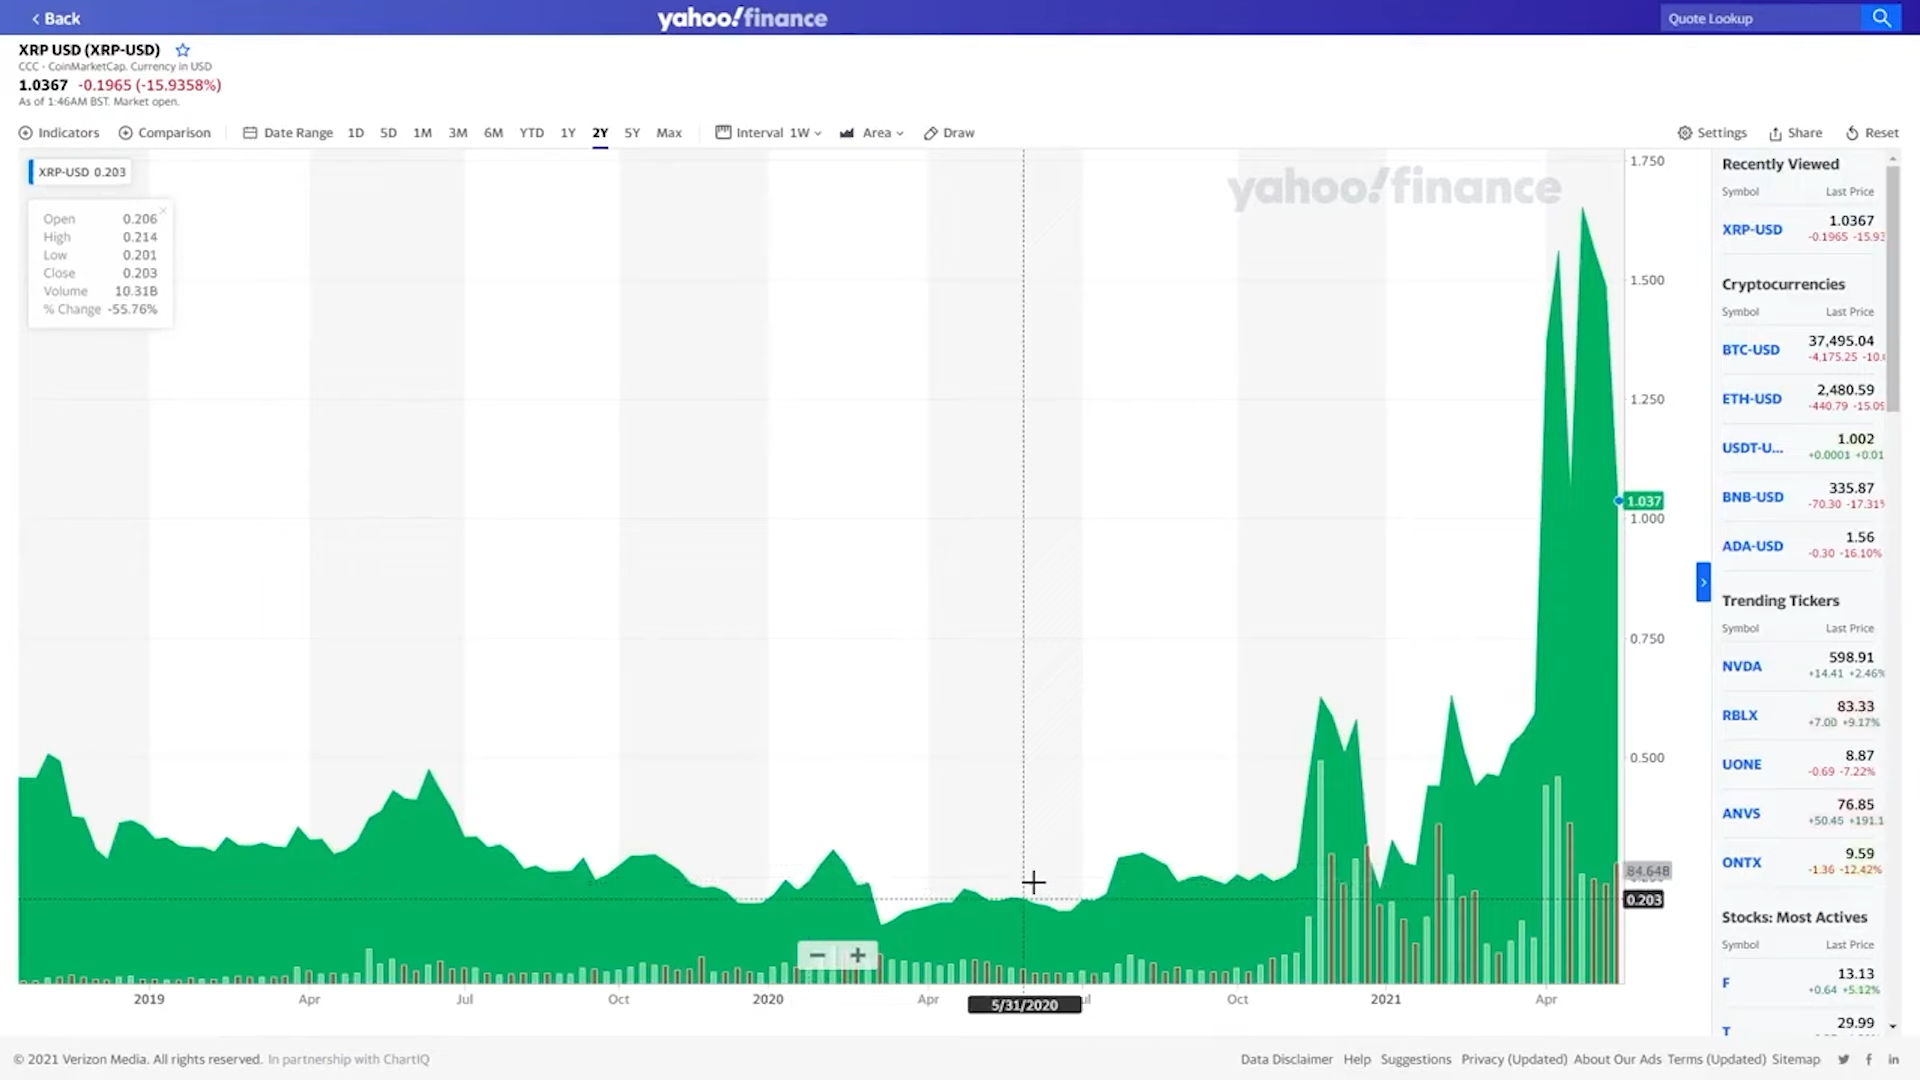 Back
yahoo!finance
Quote Lookup
XRP USD (XRP-USD)
CCC - CoinMarketCap. Currency in USD
1.0367 -0.1965 (-15.9358%)
As of 1:46AM BST. Market open.
Indicators Comparison Date Range 1D 5D 1M 3M 6M YTD 1Y 2Y 5Y Max Interval 1W Area Draw Settings Share Reset
XRP-USD 0.203
Open 0.206
High 0.214
Low 0.201
Close 0.203
Volume 10.31B
% Change -55.76%
yahoo!finance
1.750
1.500
1.250
1.037
1.000
0.750
0.500
84.64B
0.203
2019 Apr Jul Oct 2020 Apr 5/31/2020 ul Oct 2021 Apr
Recently Viewed
Symbol Last Price
XRP-USD 1.0367
-0.1965 -15.93
Cryptocurrencies
Symbol Last Price
BTC-USD 37,495.04
-4,175.25 -10.
ETH-USD 2,480.59
-440.79 -15.09
USDT-U... 1.002
+0.0001 +0.01
BNB-USD 335.87
-70.30 -17.31%
ADA-USD 1.56
-0.30 -16.10%
Trending Tickers
Symbol Last Price
NVDA 598.91
+14.41 +2.46%
RBLX 83.33
+7.00 +9.17%
UONE 8.87
-0.69 -7.22%
ANVS 76.85
+50.45 +191.1
ONTX 9.59
-1.36 -12.42%
Stocks: Most Actives
Symbol Last Price
F 13.13
+0.64 +5.12%
T 29.99
© 2021 Verizon Media. All rights reserved. In partnership with ChartIQ
Data Disclaimer Help Suggestions Privacy (Updated) About Our Ads Terms (Updated) Sitemap